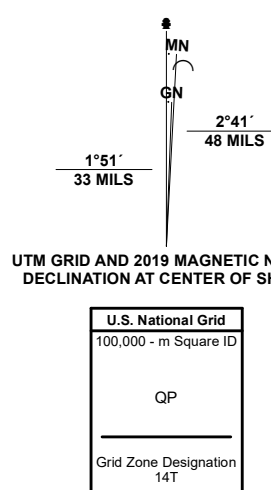 MN
GN
2°41´
48 MILS
1°51´
33 MILS
UTM GRID AND 2019 MAGNETIC N
DECLINATION AT CENTER OF SH
U.S. National Grid
100,000 - m Square ID
QP
Grid Zone Designation
14T